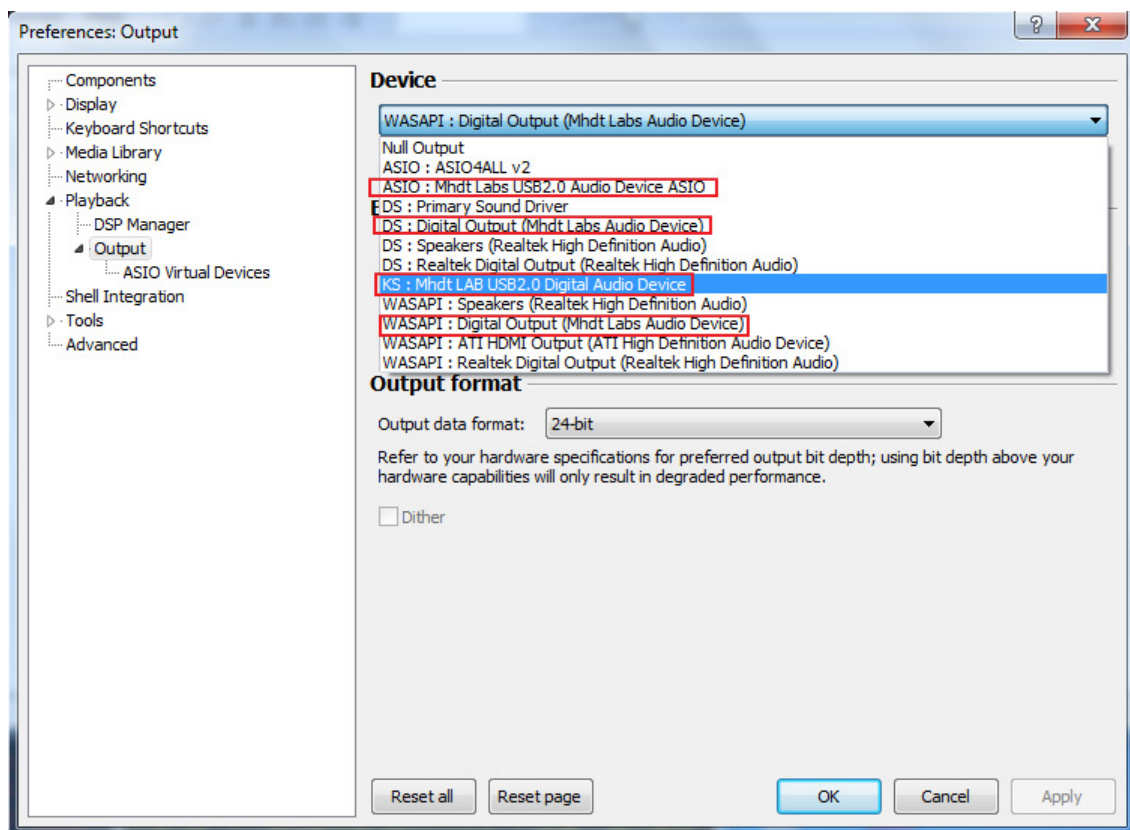 Preferences: Output
Components
Display
Keyboard Shortcuts
Media Library
Networking
Playback
DSP Manager
Output
ASIO Virtual Devices
Shell Integration
Tools
Advanced
Device
WASAPI : Digital Output (Mhdt Labs Audio Device)
Null Output
ASIO : ASIO4ALL v2
ASIO : Mhdt Labs USB2.0 Audio Device ASIO
DS : Primary Sound Driver
DS : Digital Output (Mhdt Labs Audio Device)
DS : Speakers (Realtek High Definition Audio)
DS : Realtek Digital Output (Realtek High Definition Audio)
KS : Mhdt LAB USB2.0 Digital Audio Device
WASAPI : Speakers (Realtek High Definition Audio)
WASAPI : Digital Output (Mhdt Labs Audio Device)
WASAPI : ATI HDMI Output (ATI High Definition Audio Device)
WASAPI : Realtek Digital Output (Realtek High Definition Audio)
Output format
Output data format: 24-bit
Refer to your hardware specifications for preferred output bit depth; using bit depth above your
hardware capabilities will only result in degraded performance.
Dither
Reset all Reset page OK Cancel Apply